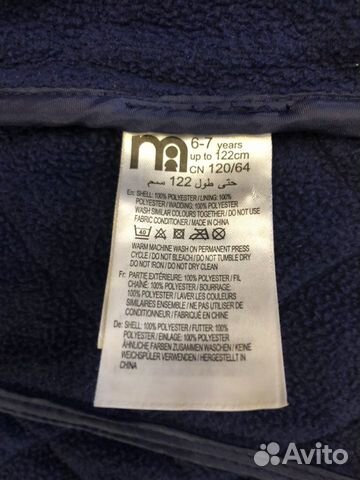 6-7 years
up to 122cm
CN 120/64
حتى طول 122 سم
En: SHELL: 100% POLYESTER / LINING: 100%
POLYESTER / WADDING: 100% POLYESTER
WASH SIMILAR COLOURS TOGETHER / DO NOT USE
FABRIC CONDITIONER / MADE IN CHINA
40
WARM MACHINE WASH ON PERMANENT PRESS
CYCLE / DO NOT BLEACH / DO NOT TUMBLE DRY
DO NOT IRON / DO NOT DRY CLEAN
Fr: PARTIE EXTÉRIEURE: 100% POLYESTER / FIL
CHAÎNÉ: 100% POLYESTER / BOURRAGE:
100% POLYESTER / LAVER LES COULEURS
SIMILAIRES ENSEMBLE / NE PAS UTILISER DE
CONDITIONNEUR / FABRIQUÉ EN CHINE
De: SHELL: 100% POLYESTER / FUTTER: 100%
POLYESTER / EINLAGE: 100% POLYESTER
ÄHNLICHE FARBEN ZUSAMMEN WASCHEN / KEINE
WEICHSPÜLER VERWENDEN / HERGESTELLT IN
CHINA
Avito